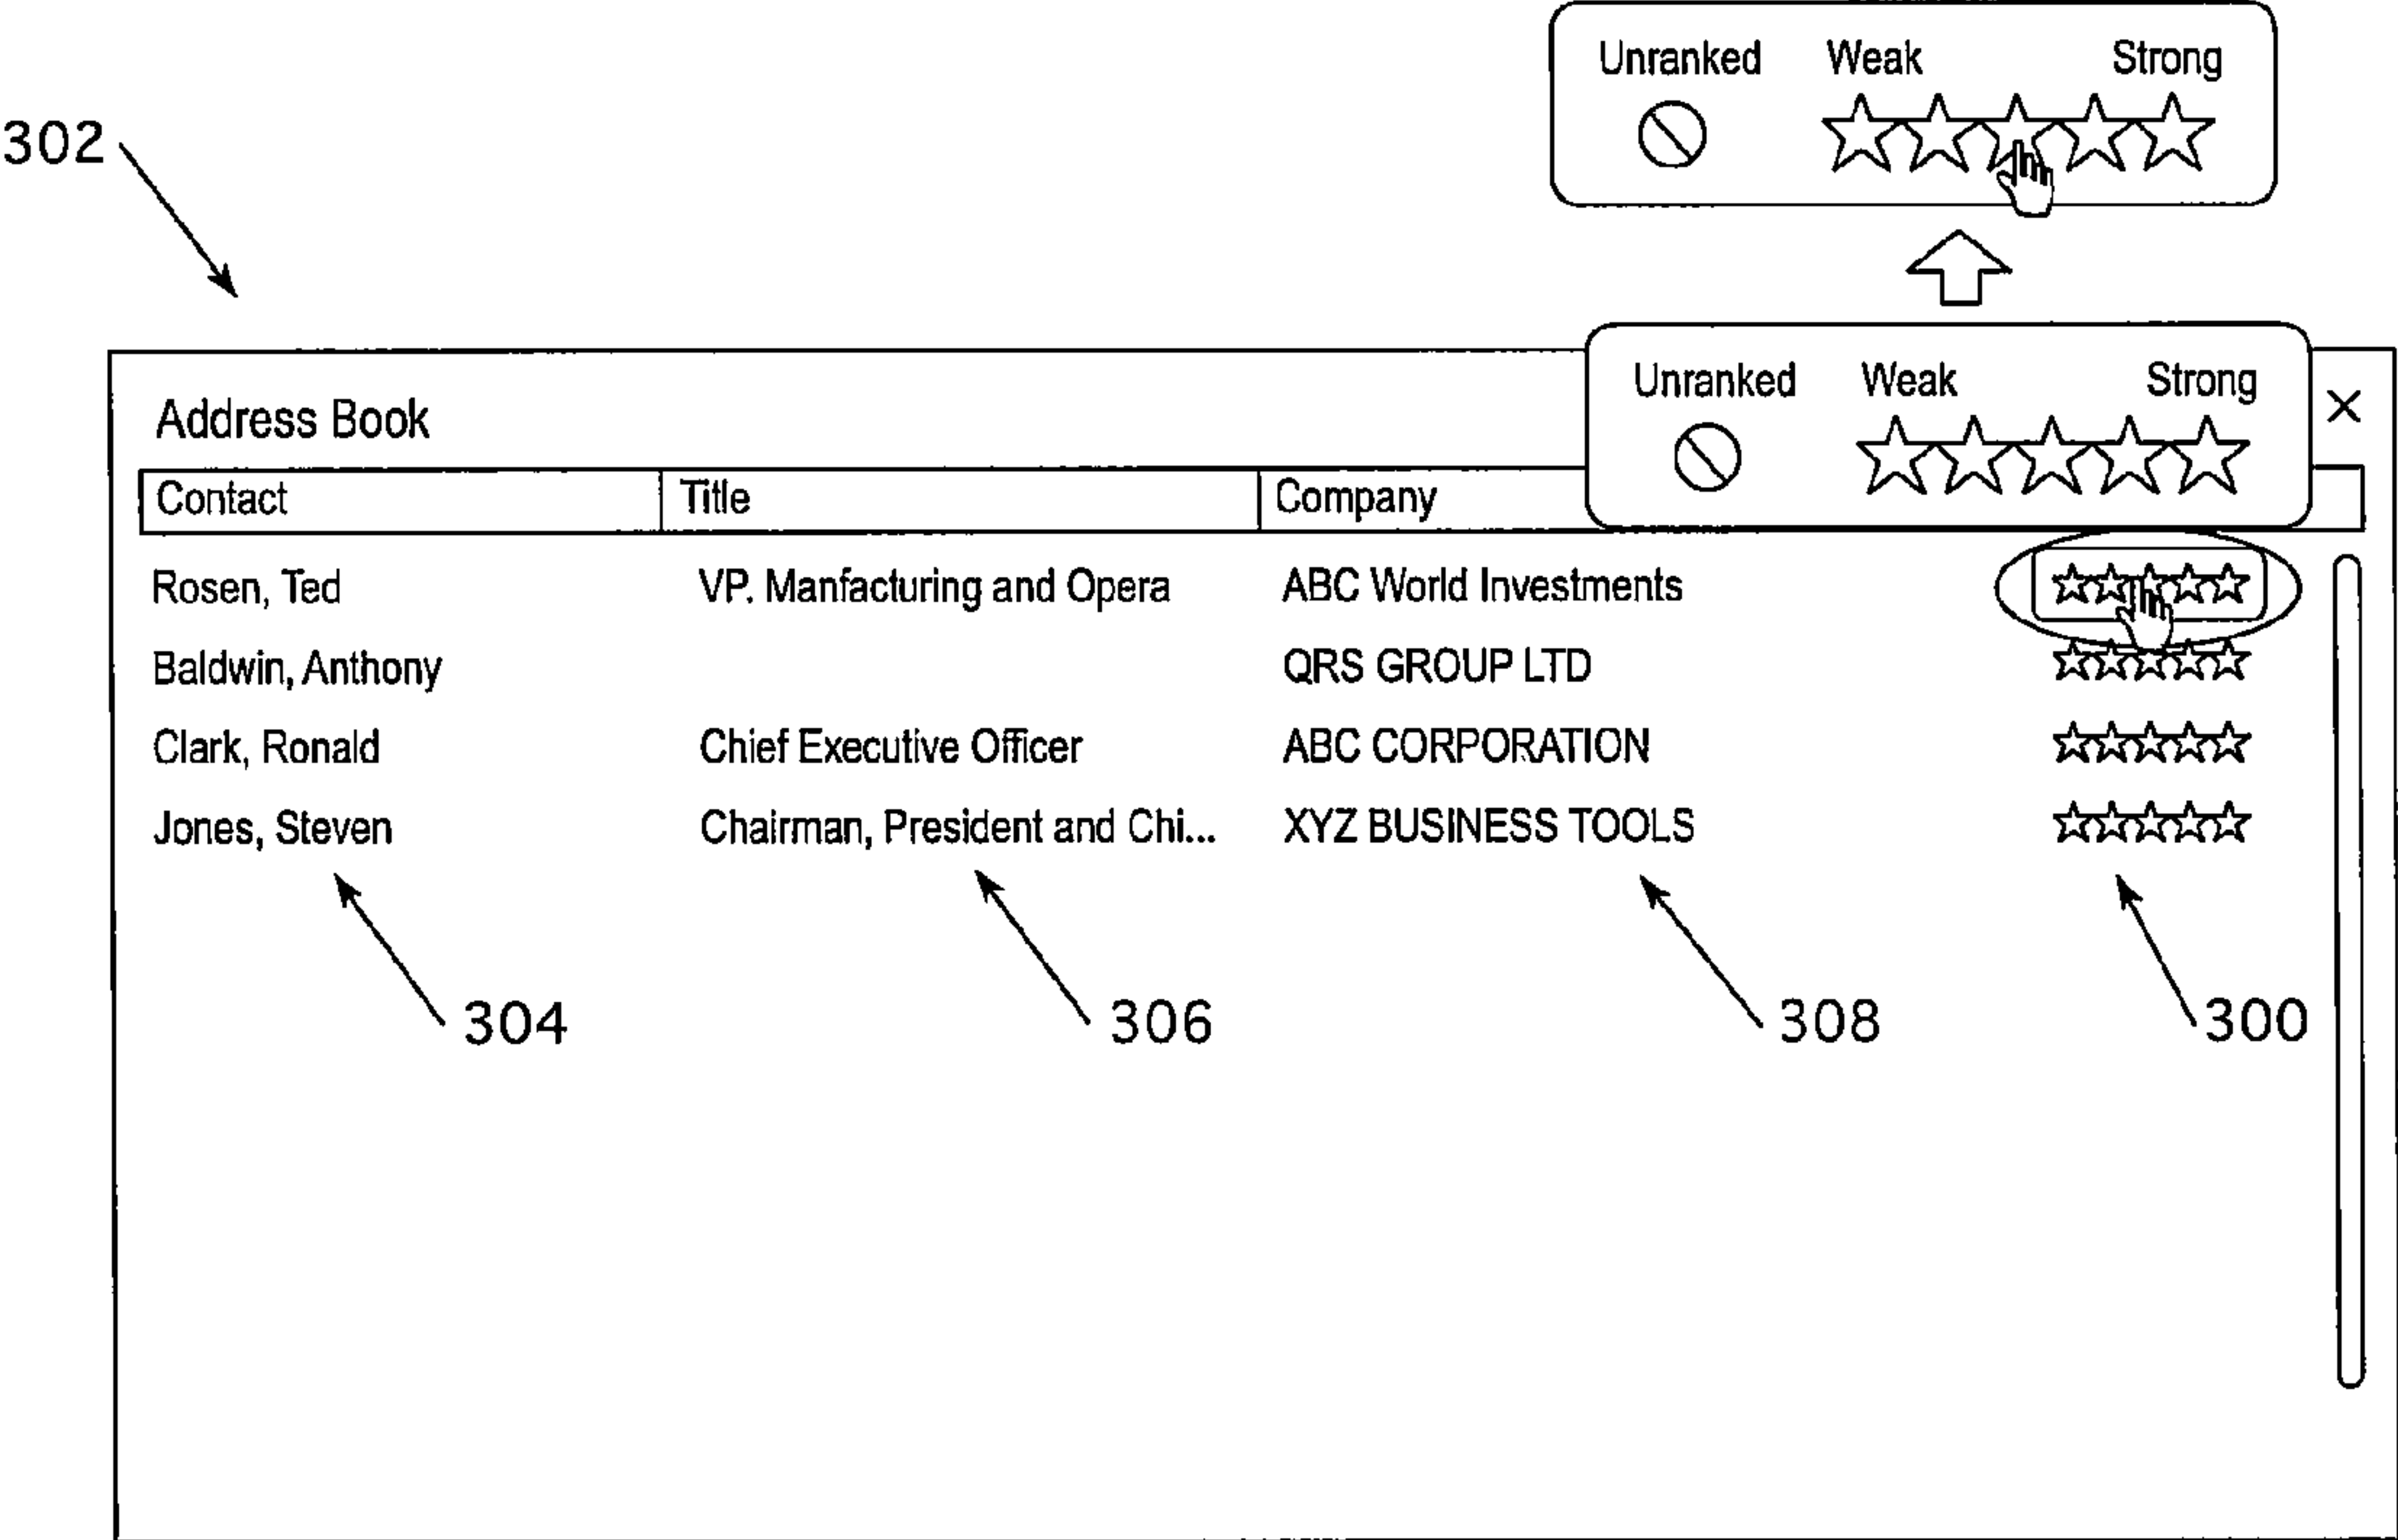 Unranked Weak Strong
302
Unranked Weak Strong
Address Book
Contact Title Company
Rosen, Ted VP. Manfacturing and Opera ABC World Investments
Baldwin, Anthony QRS GROUP LTD
Clark, Ronald Chief Executive Officer ABC CORPORATION
Jones, Steven Chairman, President and Chi... XYZ BUSINESS TOOLS
304 306 308 300